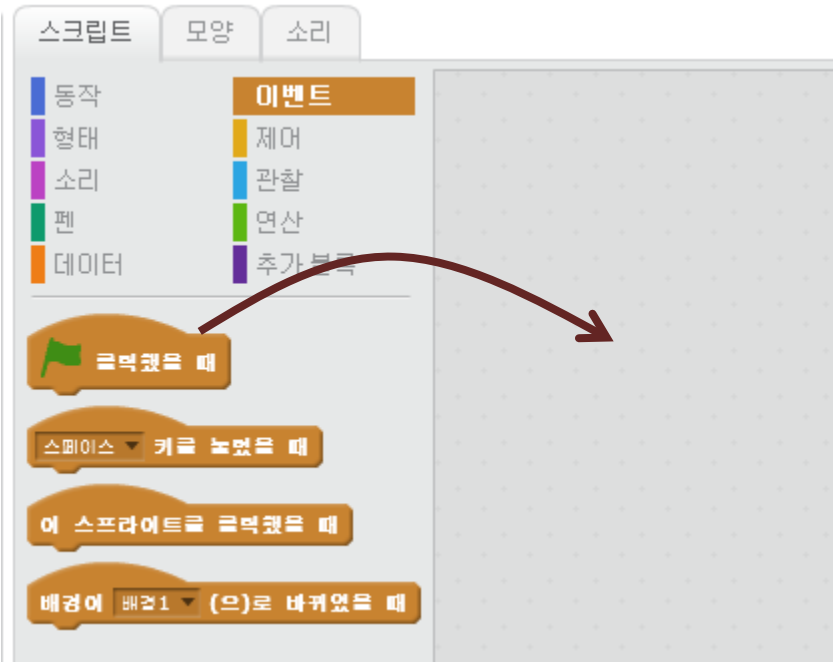 스크립트 모양 소리
동작 이벤트
형태 제어
소리 관찰
펜 연산
데이터 추가 블록
클릭했을 때
스페이스 키를 눌렀을 때
이 스프라이트를 클릭했을 때
배경이 배경1 (으)로 바뀌었을 때